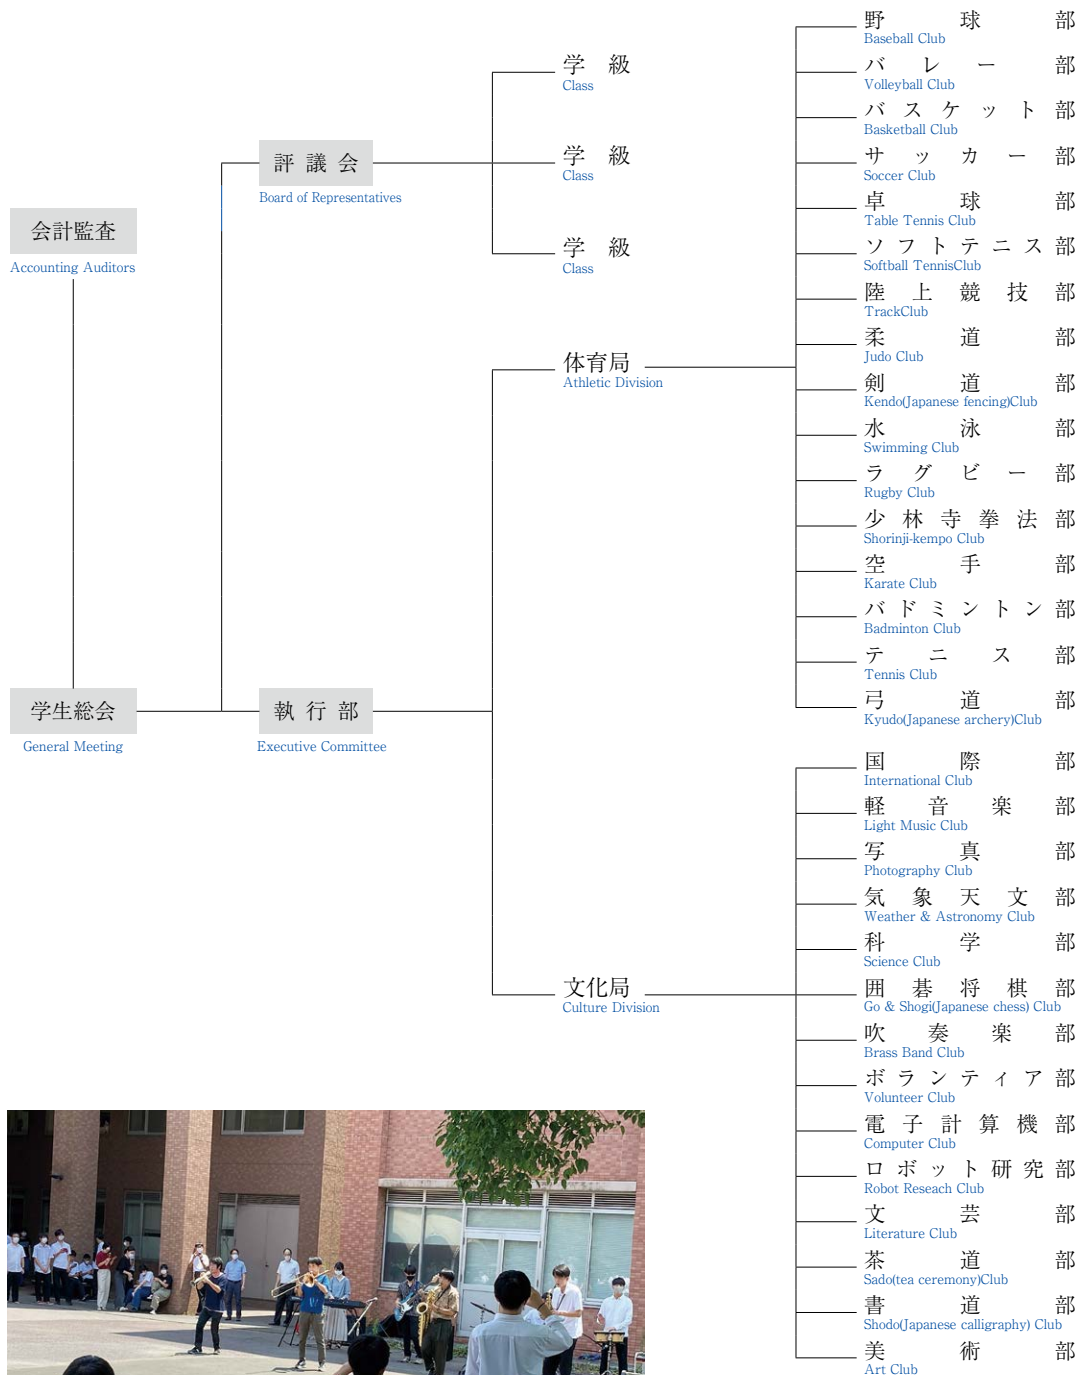 会計監査
Accounting Auditors
学生総会
General Meeting
評議会
Board of Representatives
執行部
Executive Committee
学級
Class
学級
Class
学級
Class
体育局
Athletic Division
文化局
Culture Division
野球部
Baseball Club
バレー部
Volleyball Club
バスケット部
Basketball Club
サッカー部
Soccer Club
卓球部
Table Tennis Club
ソフトテニス部
Softball TennisClub
陸上競技部
TrackClub
柔道部
Judo Club
剣道部
Kendo(Japanese fencing)Club
水泳部
Swimming Club
ラグビー部
Rugby Club
少林寺拳法部
Shorinji-kempo Club
空手部
Karate Club
バドミントン部
Badminton Club
テニス部
Tennis Club
弓道部
Kyudo(Japanese archery)Club
国際部
International Club
軽音楽部
Light Music Club
写真部
Photography Club
気象天文部
Weather & Astronomy Club
科学部
Science Club
囲碁将棋部
Go & Shogi(Japanese chess) Club
吹奏楽部
Brass Band Club
ボランティア部
Volunteer Club
電子計算機部
Computer Club
ロボット研究部
Robot Reseach Club
文芸部
Literature Club
茶道部
Sado(tea ceremony)Club
書道部
Shodo(Japanese calligraphy) Club
美術部
Art Club